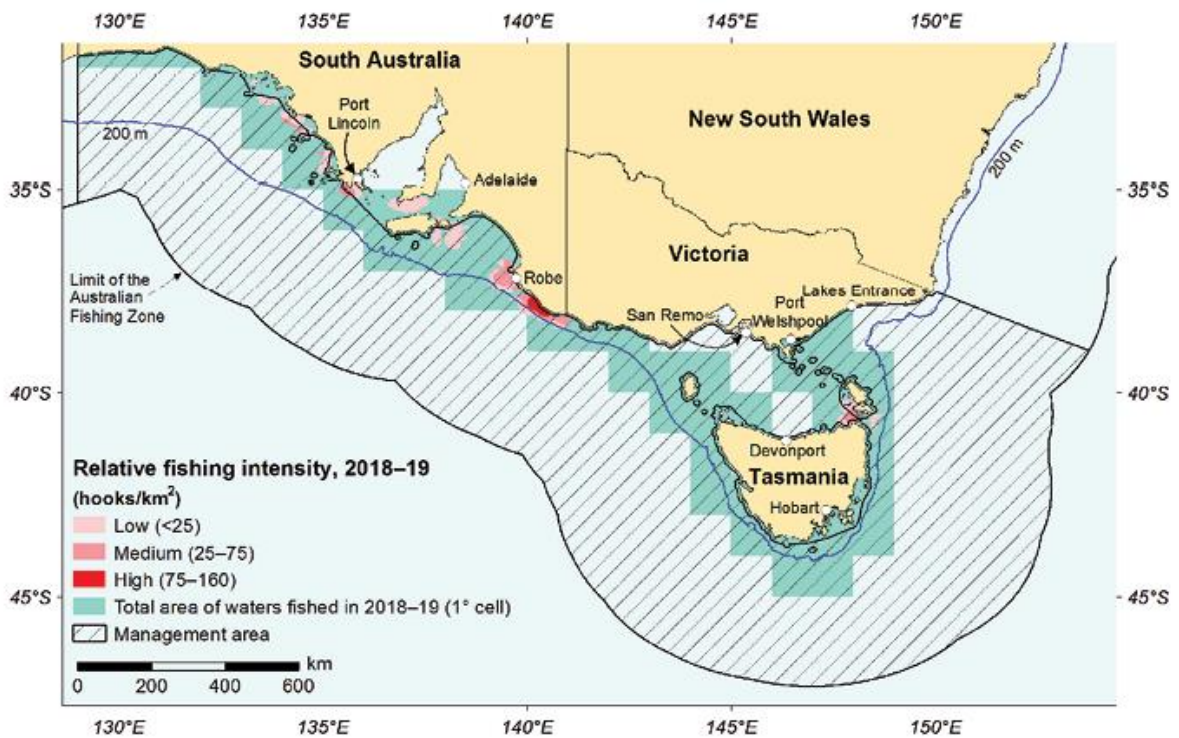 130°E 135°E 140°E 145°E 150°E
South Australia
Port
Lincoln
New South Wales
200 m
200 m
35°S
Adelaide
35°S
Victoria
Limit of the
Australian
Fishing Zone
Robe
Lakes Entrance
San Remo
Port
Welshpool
40°S
40°S
Devonport
Tasmania
Hobart
Relative fishing intensity, 2018–19
(hooks/km²)
Low (<25)
Medium (25–75)
High (75–160)
Total area of waters fished in 2018–19 (1° cell)
Management area
45°S
45°S
km
0 200 400 600
130°E 135°E 140°E 145°E 150°E